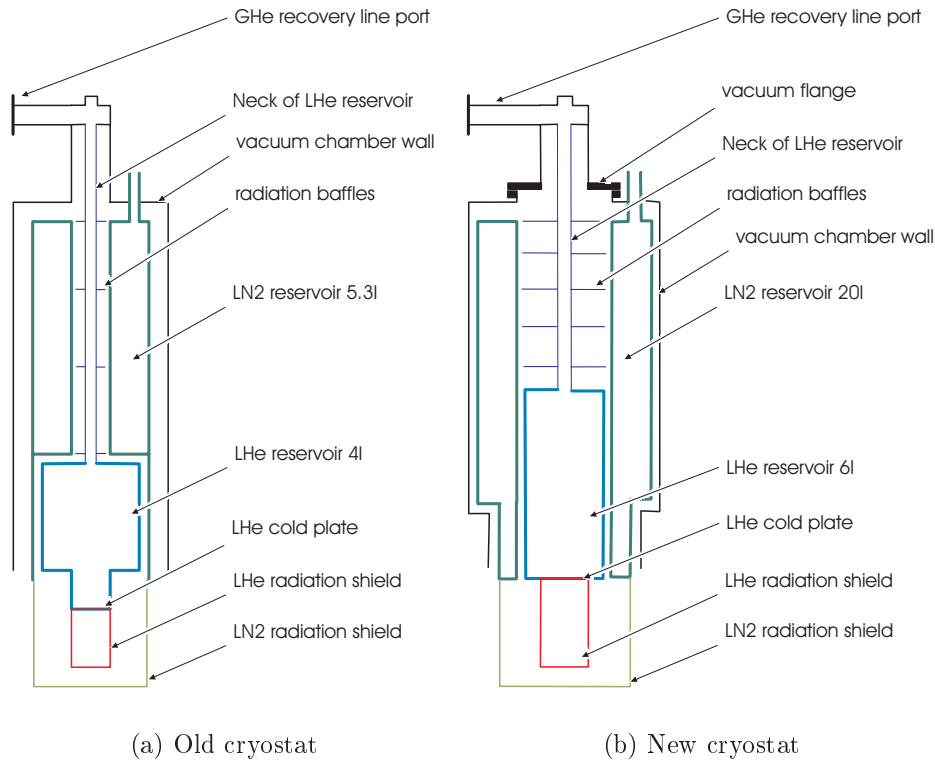 GHe recovery line port
Neck of LHe reservoir
vacuum chamber wall
radiation baffles
LN2 reservoir 5.3l
LHe reservoir 4l
LHe cold plate
LHe radiation shield
LN2 radiation shield
(a) Old cryostat
GHe recovery line port
vacuum flange
Neck of LHe reservoir
radiation baffles
vacuum chamber wall
LN2 reservoir 20l
LHe reservoir 6l
LHe cold plate
LHe radiation shield
LN2 radiation shield
(b) New cryostat